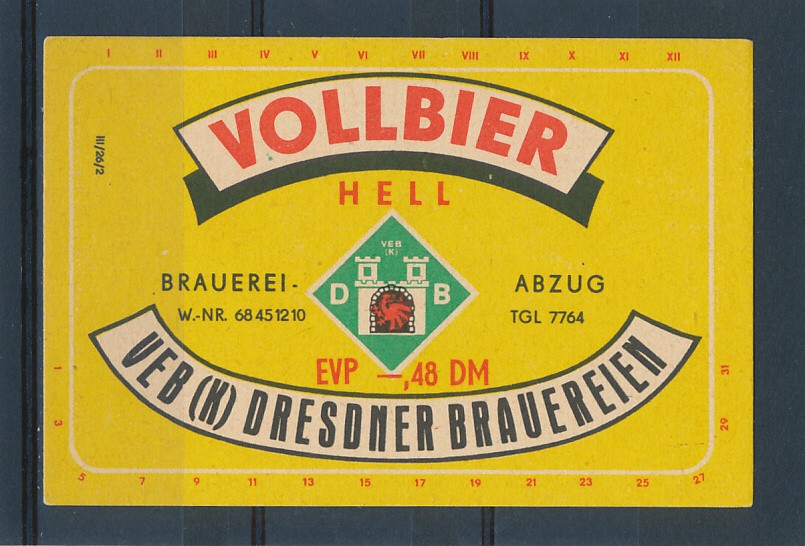 I II III IV V VI VII VIII IX X XI XII
III/26/2
VOLLBIER
HELL
VEB
(K)
D B
BRAUEREI-ABZUG
W.-NR. 68451210
TGL 7764
EVP —,48 DM
VEB (K) DRESDNER BRAUEREIEN
1
3
5 7 9 11 13 15 17 19 21 23 25 27
29
31